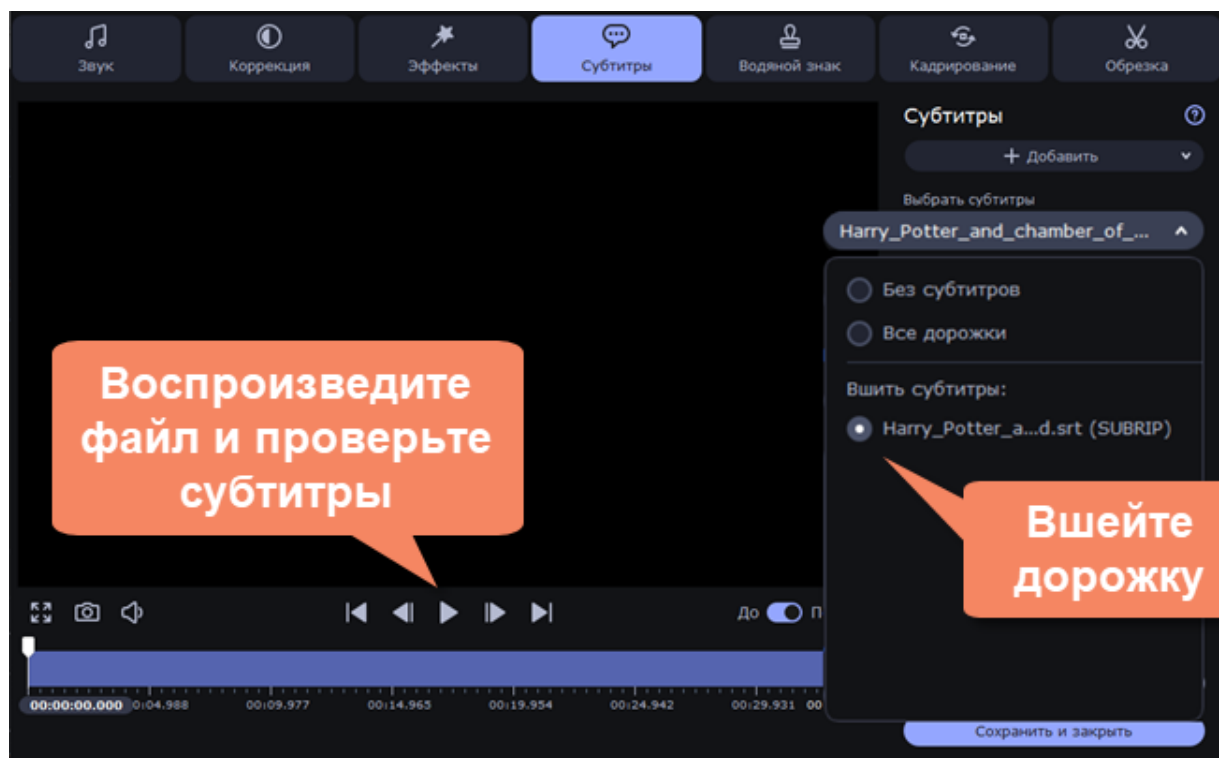 Звук
Коррекция
Эффекты
Субтитры
Водяной знак
Кадрирование
Обрезка
Субтитры
+ Добавить
Выбрать субтитры
Harry_Potter_and_chamber_of_...
Без субтитров
Все дорожки
Вшить субтитры:
Harry_Potter_a...d.srt (SUBRIP)
Воспроизведите
файл и проверьте
субтитры
Вшейте
дорожку
До П
00:00:00.000 0:04.988 00:09.977 00:14.965 00:19.954 00:24.942 00:29.931 00
Сохранить и закрыть